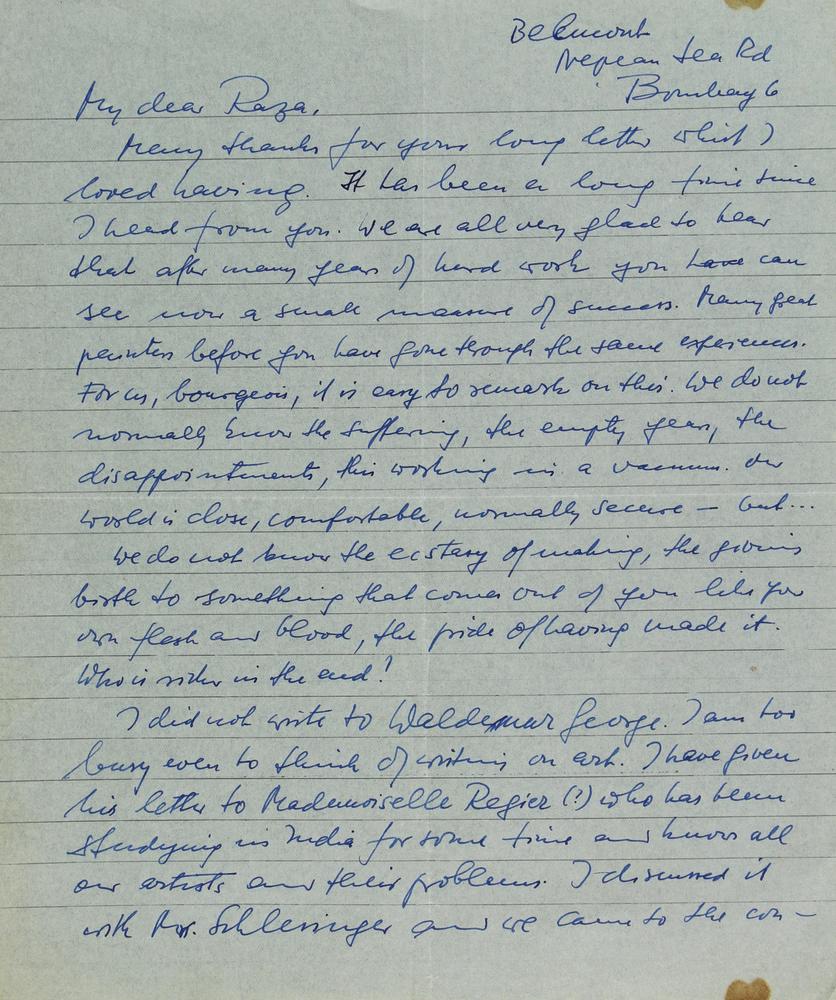 Belmont
Nepean Sea Rd
Bombay 6
My dear Raza,
Many thanks for your long letter which I
loved having. It has been a long time since
I head from you. We are all very glad to hear
that after many years of hard work you have can
see now a small measure of success. Many great
painters before you have gone through the same experiences.
For us, bourgeois, it is easy to remark on this. We do not
normally know the suffering, the empty years, the
disappointments, this working in a vacuum. Our
world is close, comfortable, normally secure – but...
We do not know the ecstasy of making, the giving
birth to something that comes out of you like your
own flesh and blood, the pride of having made it.
Who is richer in the end?
I did not write to Waldemar George. I am too
busy even to think of writing on art. I have given
his letter to Mademoiselle Regier (?) who has been
studying in India for some time and knows all
our artists and their problems. I discussed it
with Mr. Schlesinger and we came to the con-